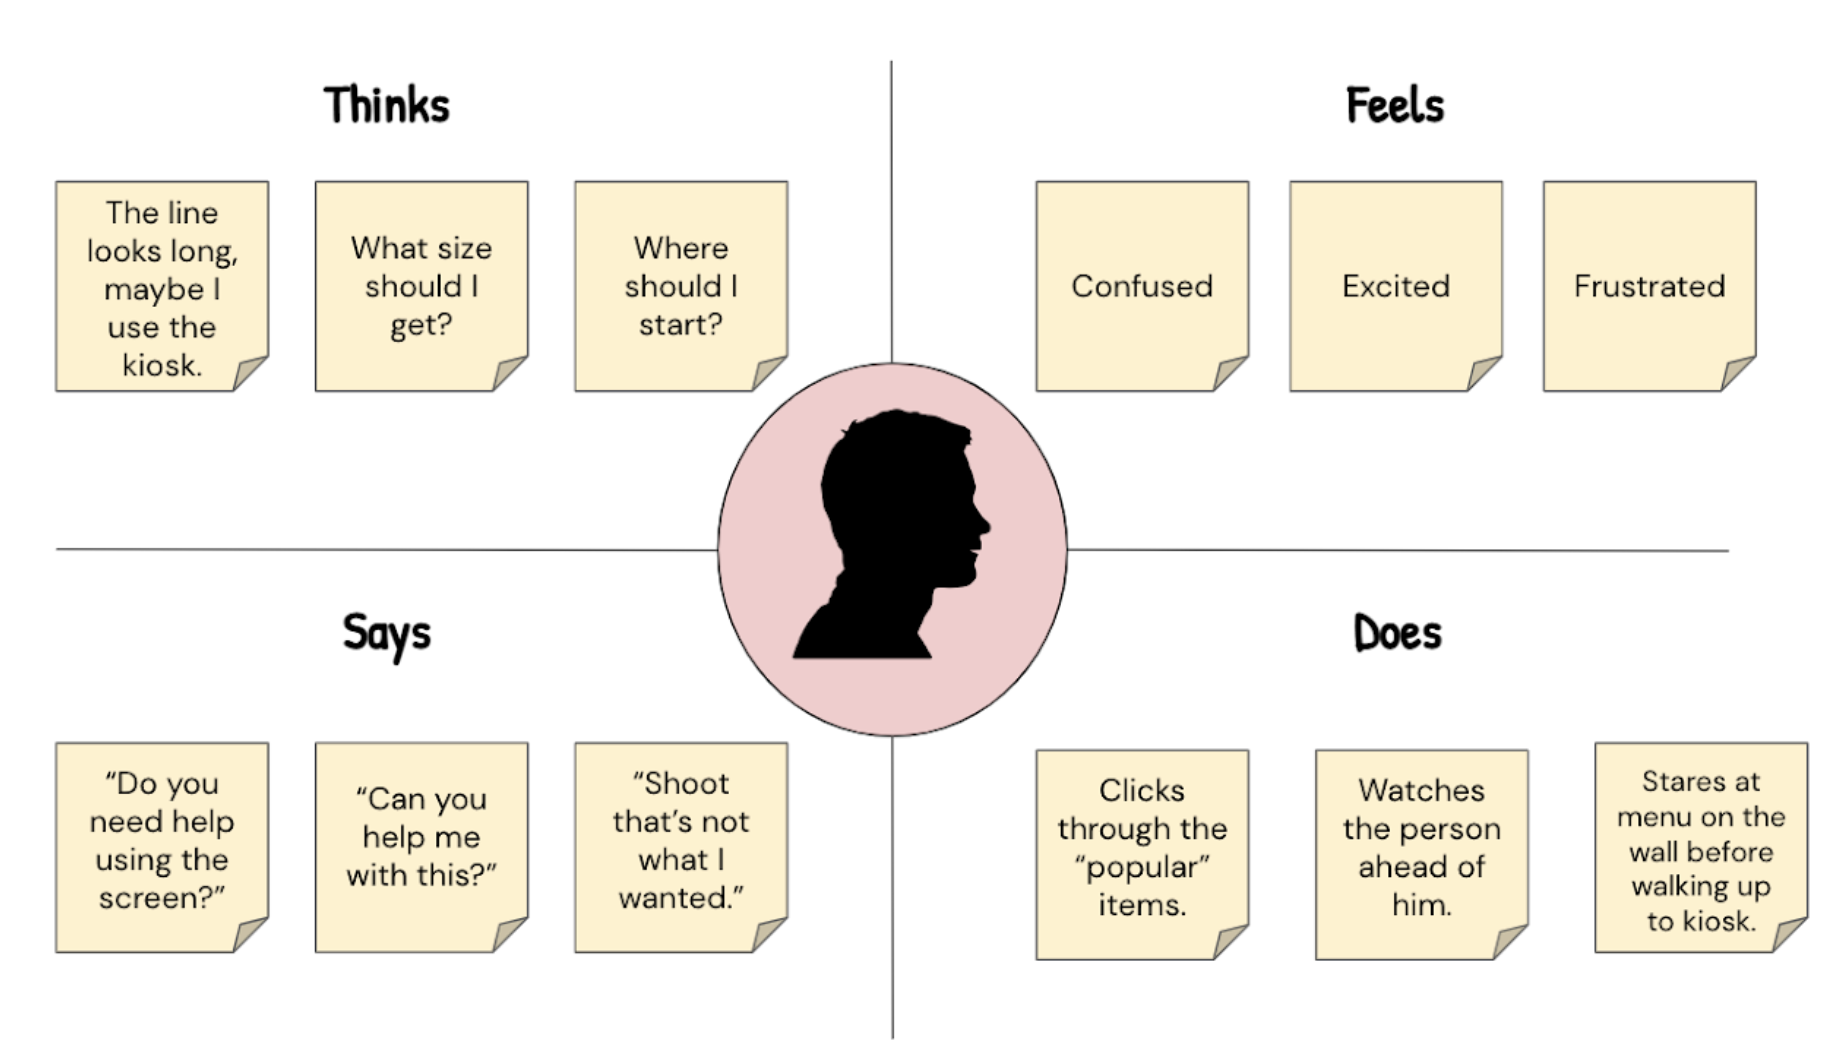 Thinks
The line
looks long,
maybe I
use the
kiosk.
What size
should I
get?
Where
should I
start?
Feels
Confused
Excited
Frustrated
Says
“Do you
need help
using the
screen?”
“Can you
help me
with this?”
“Shoot
that’s not
what I
wanted.”
Does
Clicks
through the
“popular”
items.
Watches
the person
ahead of
him.
Stares at
menu on the
wall before
walking up
to kiosk.